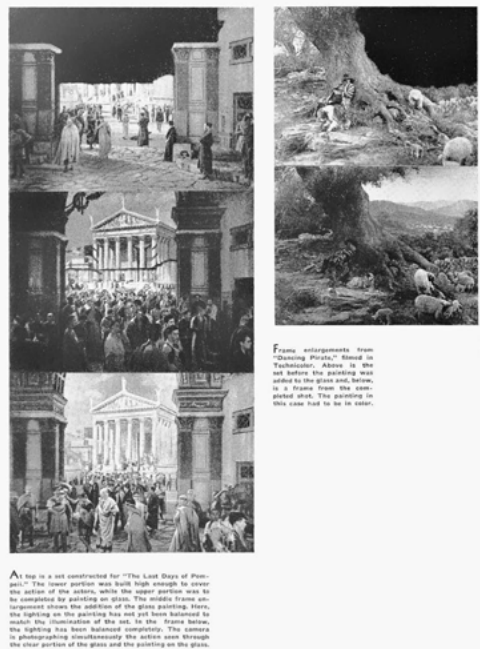 Frame enlargements from
"Dancing Pirate," filmed in
Technicolor. Above is the
set before the painting was
added to the glass and, below,
is a frame from the com-
pleted shot. The painting in
this case had to be in color.
At top is a set constructed for "The Last Days of Pom-
peii." The lower portion was built high enough to cover
the action of the actors, while the upper portion was to
be completed by painting on glass. The middle frame en-
largement shows the addition of the glass painting. Here,
the lighting on the painting has not yet been balanced to
match the illumination of the set. In the frame below,
the lighting has been balanced completely. The camera
is photographing simultaneously the action seen through
the clear portion of the glass and the painting on the glass.